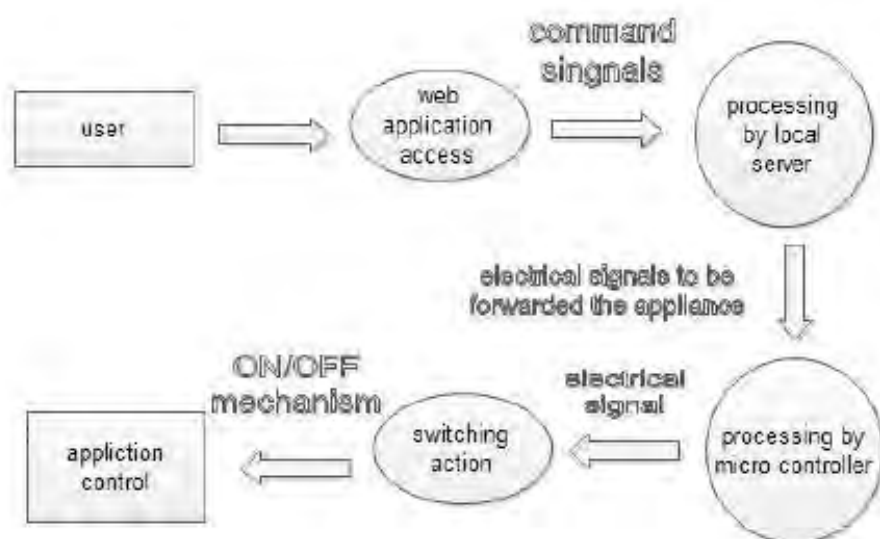 command
singnals
user
web
application
access
processing
by local
server
electrical signals to be
forwarded the appliance
ON/OFF
mechanism
electrical
signal
appliction
control
switching
action
processing by
micro controller